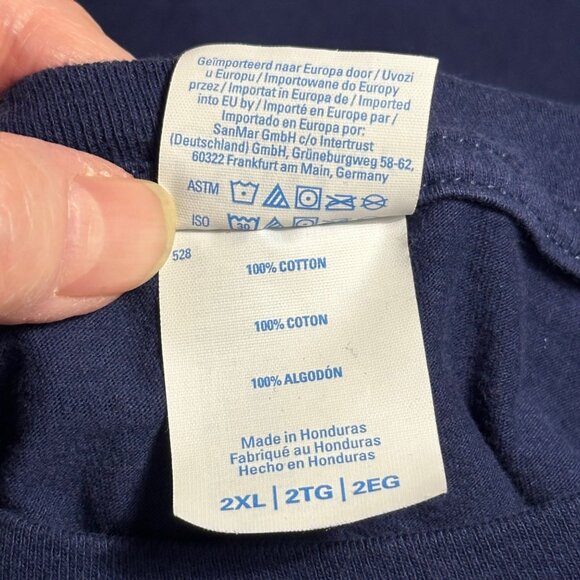 Geïmporteerd naar Europa door / Uvozi
u Europu / Importowane do Europy
przez / Importat in Europa de / Imported
into EU by / Importé en Europe par /
Importado en Europa por:
SanMar GmbH c/o Intertrust
(Deutschland) GmbH, Grüneburgweg 58-62,
60322 Frankfurt am Main, Germany
ASTM
ISO 30
528
100% COTTON
100% COTON
100% ALGODÓN
Made in Honduras
Fabriqué au Honduras
Hecho en Honduras
2XL | 2TG | 2EG